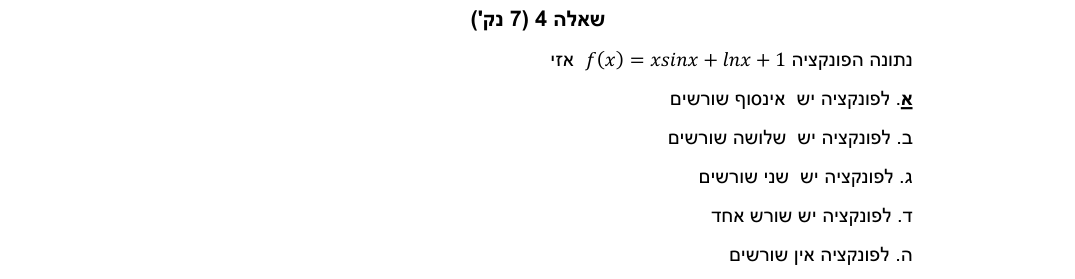 שאלה 4 (7 נק')
נתונה הפונקציה f(x) = xsinx + lnx + 1 אזי
א. לפונקציה יש אינסוף שורשים
ב. לפונקציה יש שלושה שורשים
ג. לפונקציה יש שני שורשים
ד. לפונקציה יש שורש אחד
ה. לפונקציה אין שורשים